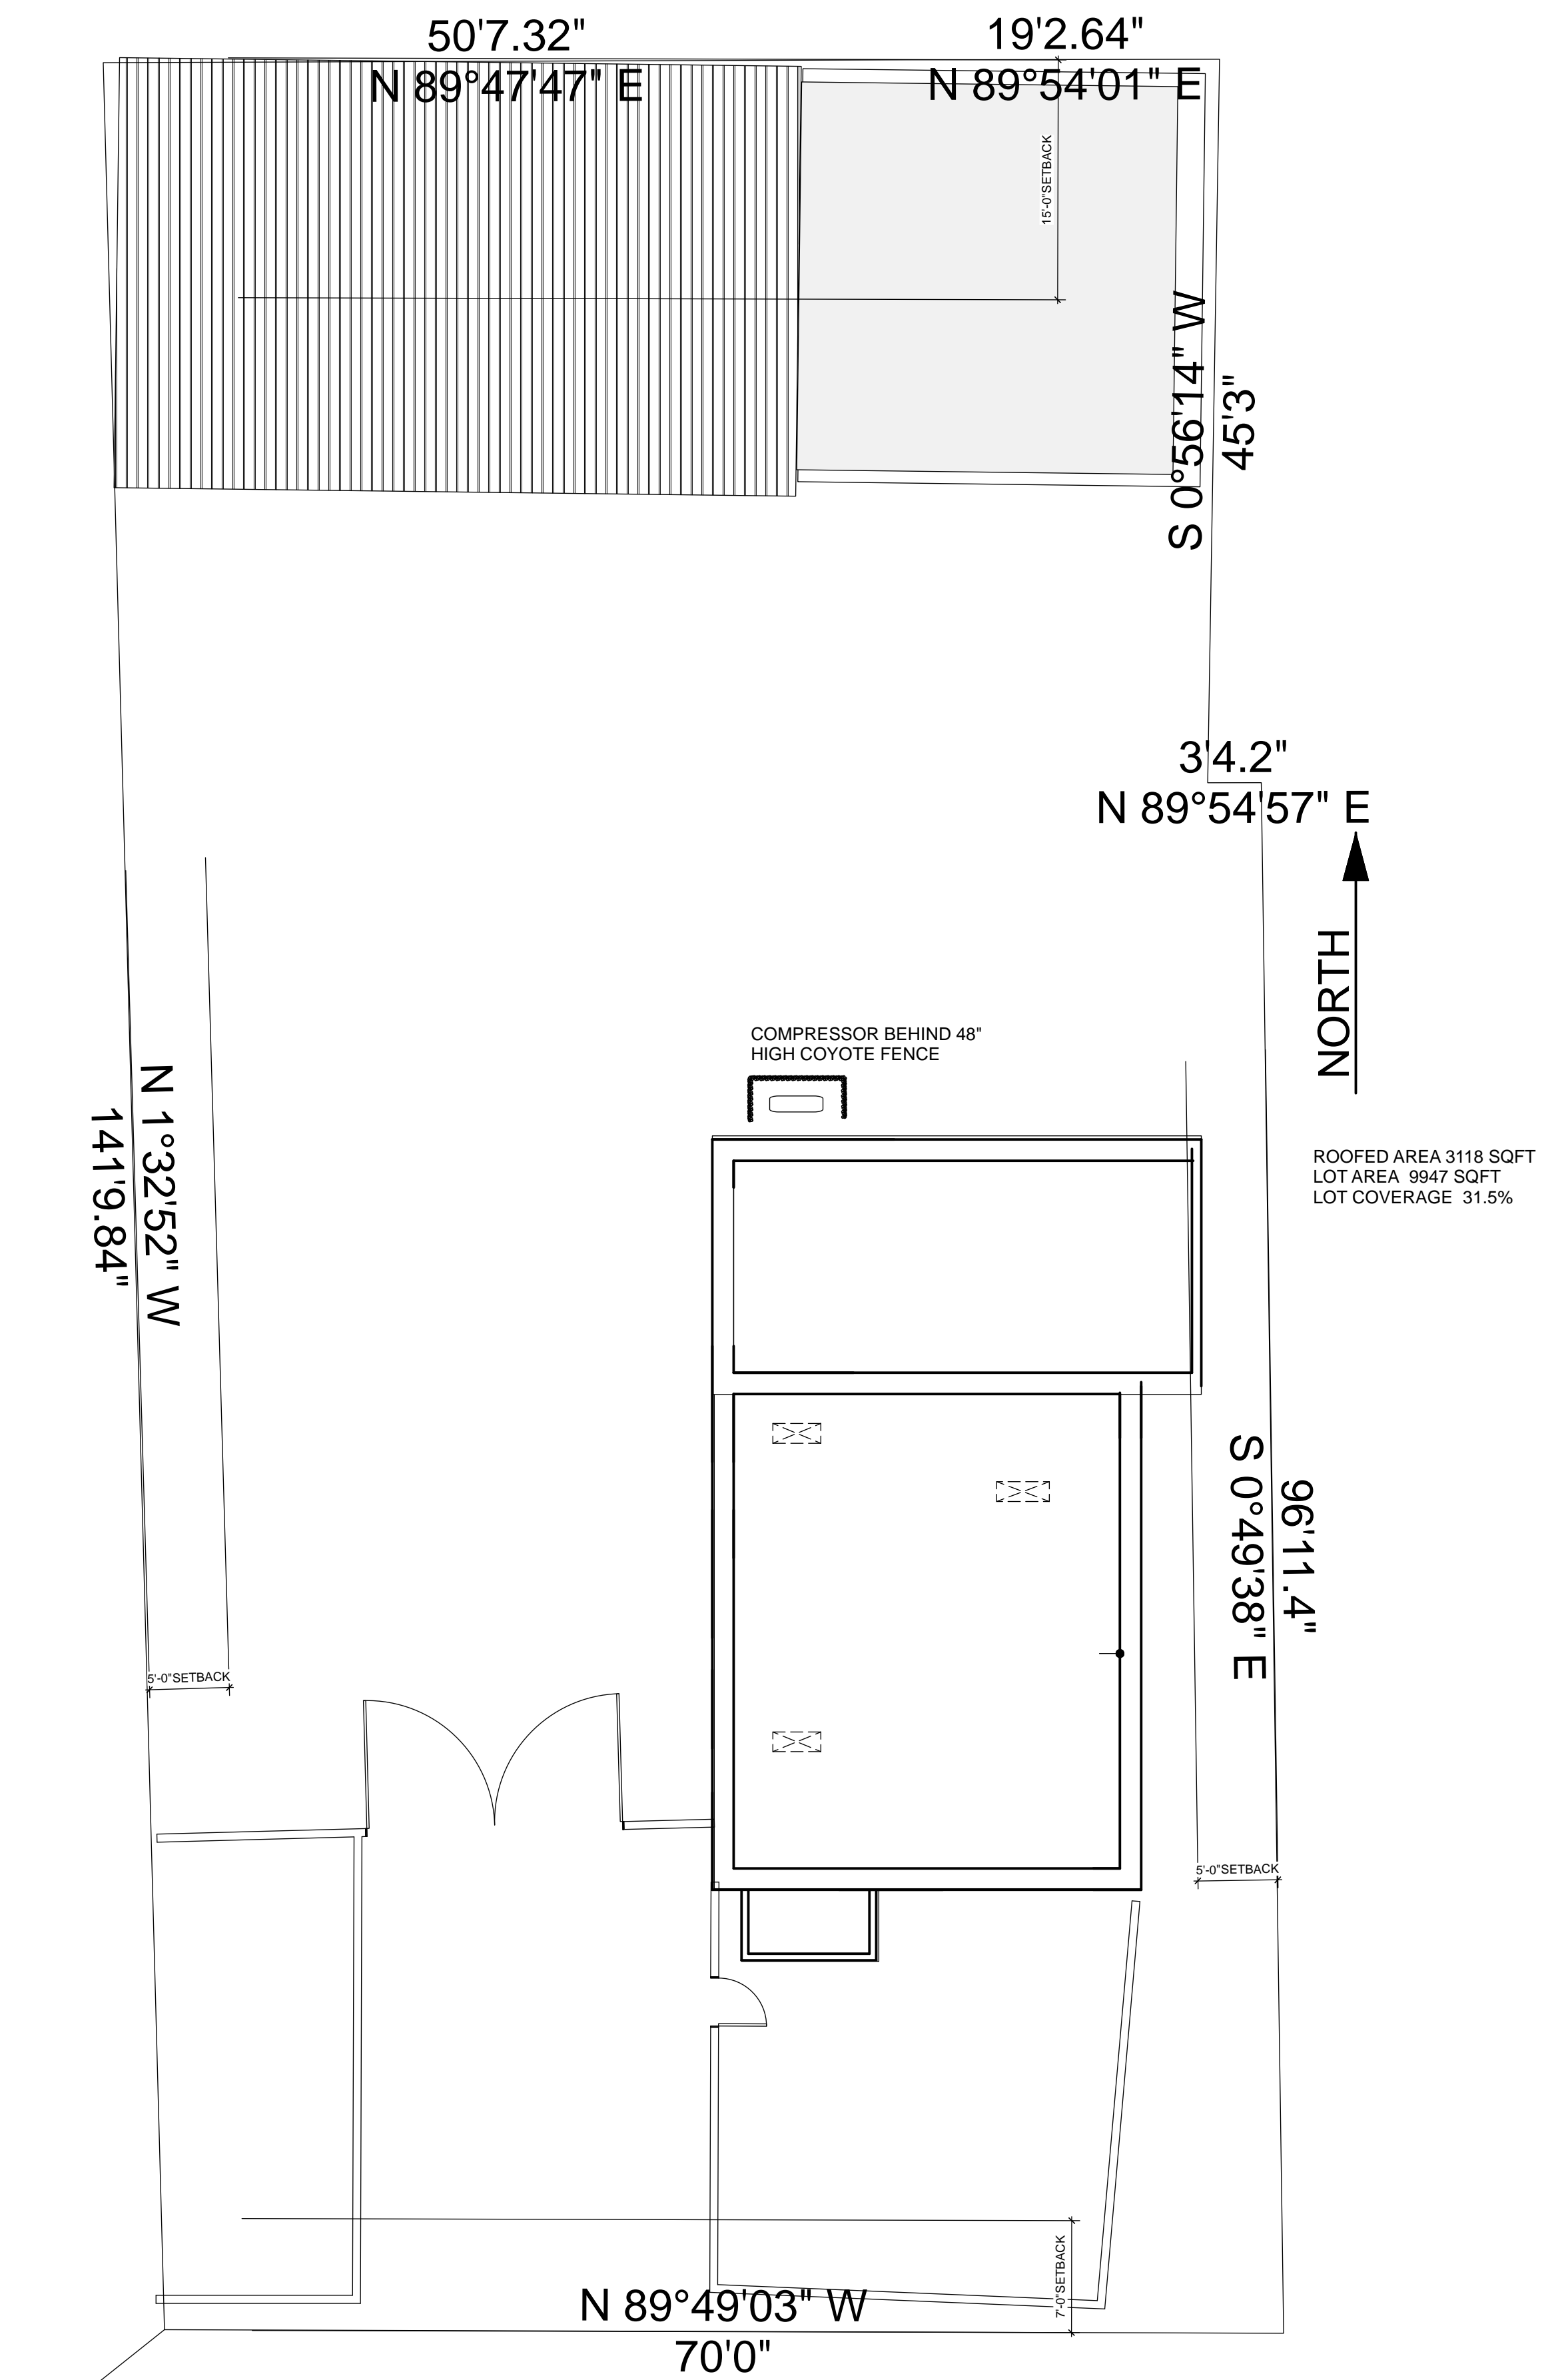 50'7.32"
19'2.64"
N 89°47'47" E
N 89°54'01" E
15'-0"SETBACK
S 0°56'14" W
45'3"
3'4.2"
N 89°54'57" E
NORTH
COMPRESSOR BEHIND 48"
HIGH COYOTE FENCE
N 1°32'52" W
141'9.84"
ROOFED AREA 3118 SQFT
LOT AREA 9947 SQFT
LOT COVERAGE 31.5%
S 0°49'38" E
96'11.4"
5'-0"SETBACK
5'-0"SETBACK
7'-0"SETBACK
N 89°49'03" W
70'0"